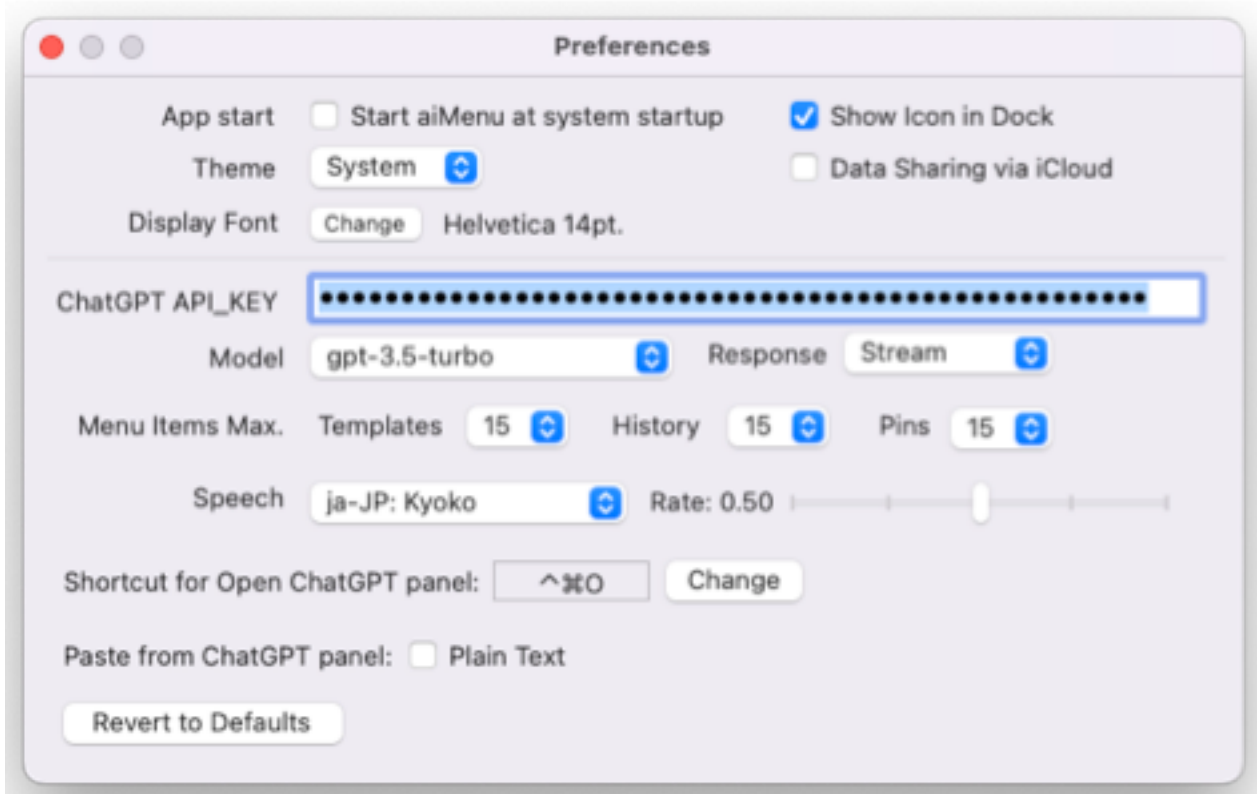 Preferences
App start Start aiMenu at system startup Show Icon in Dock
Theme System Data Sharing via iCloud
Display Font Change Helvetica 14pt.
ChatGPT API_KEY ••••••••••••••••••••••••••••••••••••••••••••••••••• 
Model gpt-3.5-turbo Response Stream
Menu Items Max. Templates 15 History 15 Pins 15
Speech ja-JP: Kyoko Rate: 0.50
Shortcut for Open ChatGPT panel: ^⌘O Change
Paste from ChatGPT panel: Plain Text
Revert to Defaults